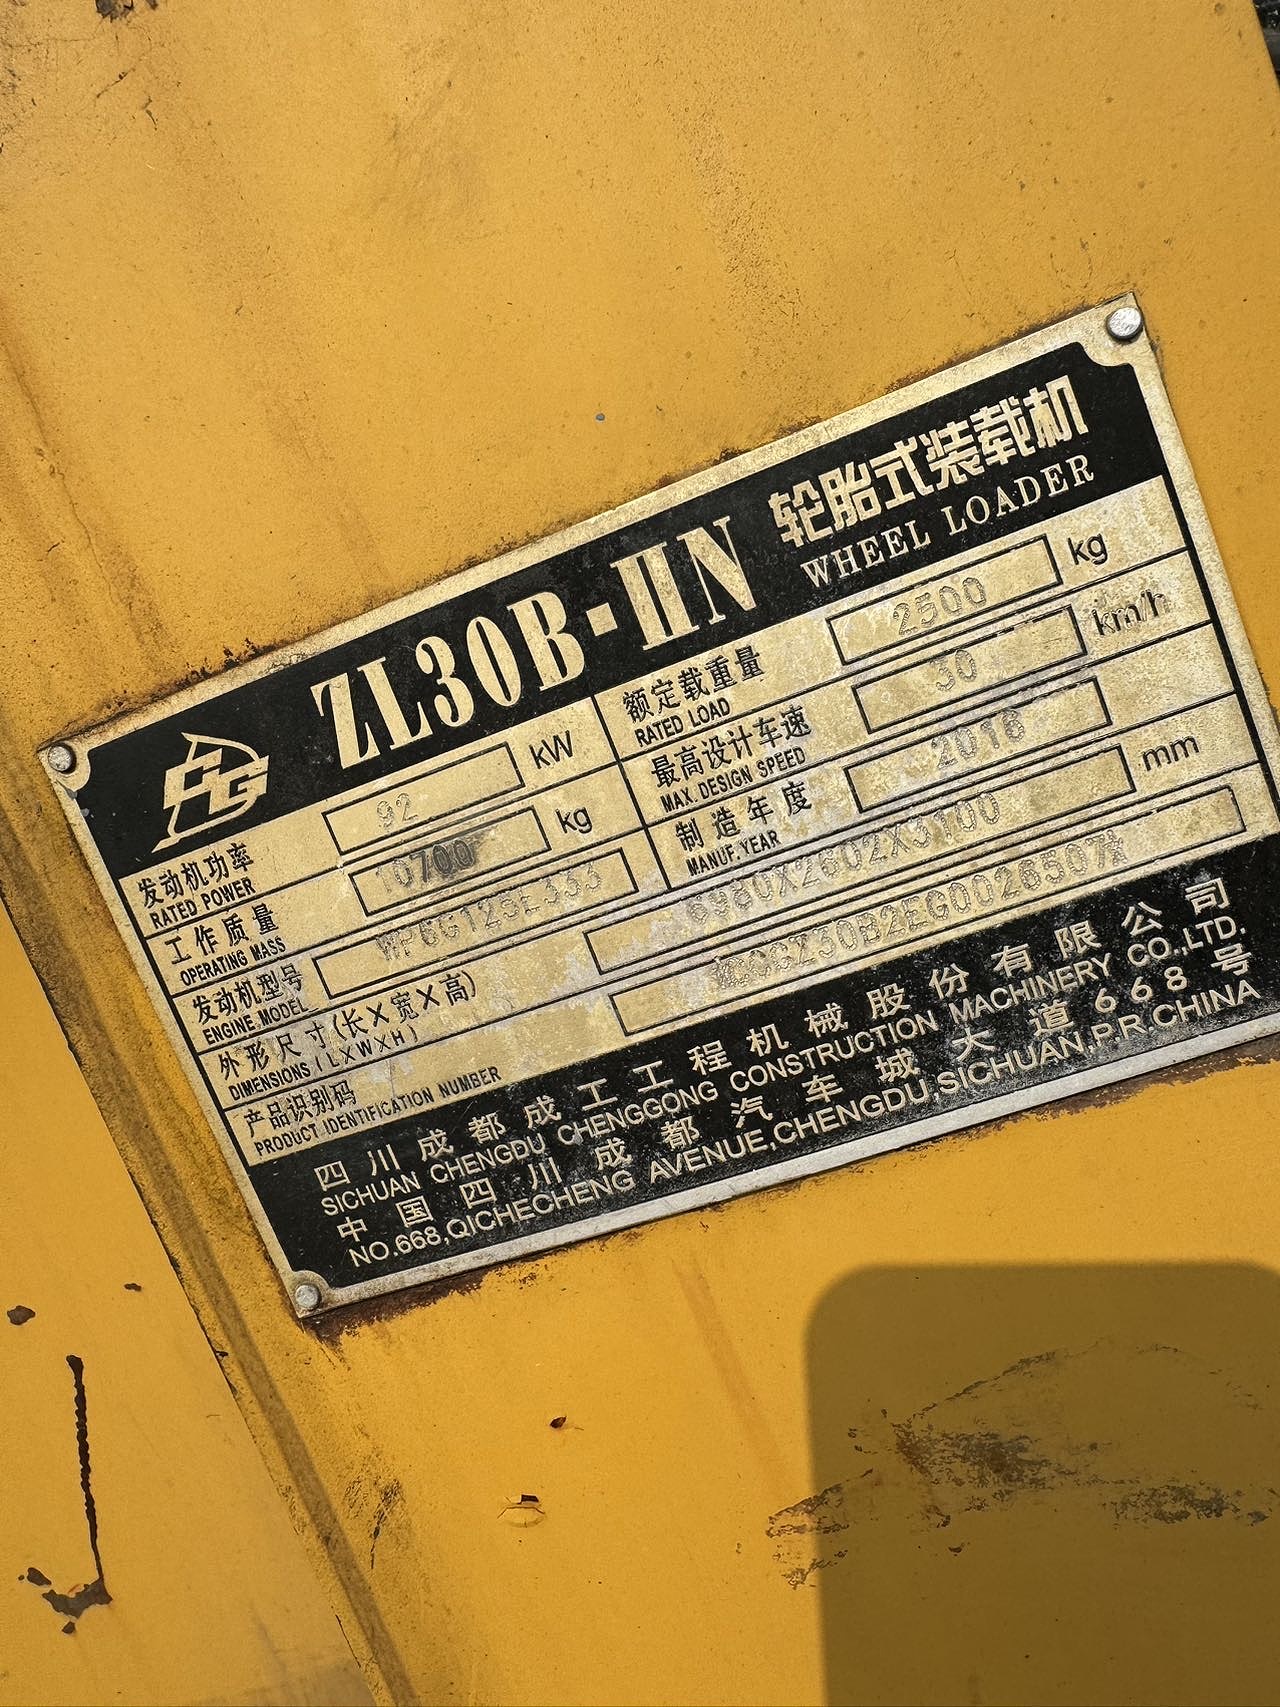 CG
ZL30B-IIN
轮胎式装载机
WHEEL LOADER
发动机功率 92 kW
RATED POWER
额定载重量 2500 kg
RATED LOAD
工作质量 10700 kg
OPERATING MASS
最高设计车速 30 km/h
MAX. DESIGN SPEED
发动机型号 WP6G125E333
ENGINE MODEL
制造年度 2016
MANUF. YEAR
外形尺寸(长×宽×高) 6980X2602X3100 mm
DIMENSIONS (L×W×H)
产品识别码
PRODUCT IDENTIFICATION NUMBER
四川成都成工工程机械股份有限公司
SICHUAN CHENGDU CHENGGONG CONSTRUCTION MACHINERY CO.,LTD.
中国四川成都汽车城大道668号
NO.668,QICHECHENG AVENUE,CHENGDU,SICHUAN,P.R.CHINA